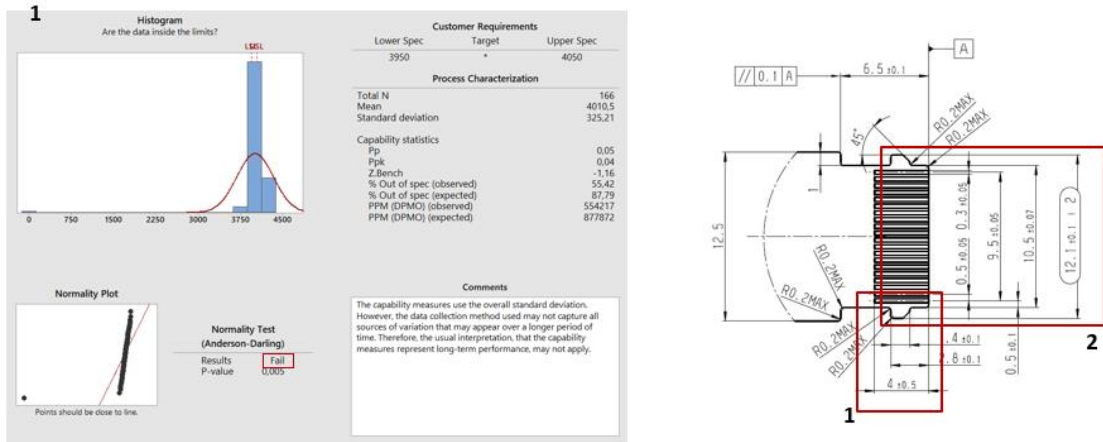 1
Histogram
Are the data inside the limits?
0 750 1500 2250 3000 3750 4500
Customer Requirements
Lower Spec Target Upper Spec
3950 * 4050
Process Characterization
Total N 166
Mean 4010,5
Standard deviation 325,21
Capability statistics
Pp 0,05
Ppk 0,04
Z.Bench -1,16
% Out of spec (observed) 55,42
% Out of spec (expected) 87,79
PPM (DPMO) (observed) 554217
PPM (DPMO) (expected) 877872
Normality Plot
Points should be close to line.
Normality Test
(Anderson-Darling)
Results Fail
P-value 0,005
Comments
The capability measures use the overall standard deviation.
However, the data collection method used may not capture all
sources of variation that may appear over a longer period of
time. Therefore, the usual interpretation, that the capability
measures represent long-term performance, may not apply.
A
6.5 ±0.1
// 0.1 A
45°
R0.2MAX
R0.2MAX
1
12.5
0.3 ±0.05
0.5 ±0.05
9.5 ±0.05
10.5 ±0.07
12.1 ±0.1 2
R0.2MAX
R0.2MAX
R0.2MAX
R0.2MAX
.4 ±0.1
2.8 ±0.1
0.5 ±0.1
4 ±0.5
1
2